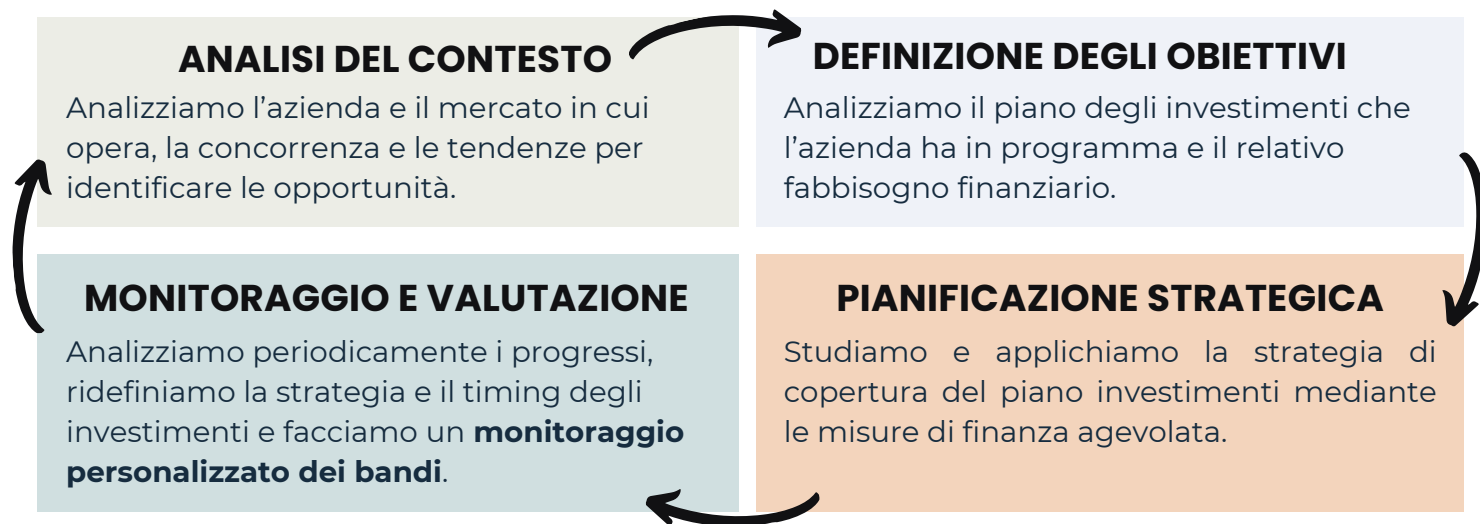 ANALISI DEL CONTESTO
Analizziamo l’azienda e il mercato in cui
opera, la concorrenza e le tendenze per
identificare le opportunità.
DEFINIZIONE DEGLI OBIETTIVI
Analizziamo il piano degli investimenti che
l’azienda ha in programma e il relativo
fabbisogno finanziario.
MONITORAGGIO E VALUTAZIONE
Analizziamo periodicamente i progressi,
ridefiniamo la strategia e il timing degli
investimenti e facciamo un monitoraggio
personalizzato dei bandi.
PIANIFICAZIONE STRATEGICA
Studiamo e applichiamo la strategia di
copertura del piano investimenti mediante
le misure di finanza agevolata.